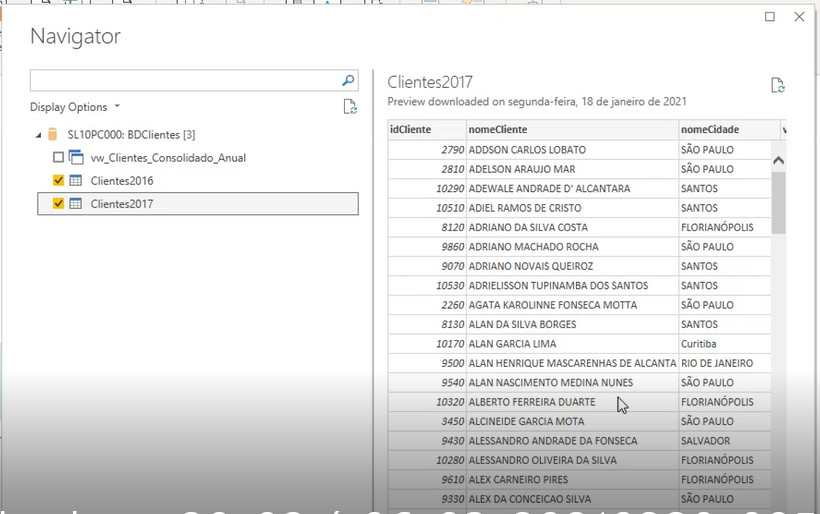 Navigator
Display Options
SL10PC000: BDClientes [3]
vw_Clientes_Consolidado_Anual
Clientes2016
Clientes2017
Clientes2017
Preview downloaded on segunda-feira, 18 de janeiro de 2021
idCliente nomeCliente nomeCidade v
2790 ADDSON CARLOS LOBATO SÃO PAULO
2810 ADELSON ARAUJO MAR SÃO PAULO
10290 ADEWALE ANDRADE D' ALCANTARA SANTOS
10510 ADIEL RAMOS DE CRISTO SANTOS
8120 ADRIANO DA SILVA COSTA FLORIANÓPOLIS
9860 ADRIANO MACHADO ROCHA SÃO PAULO
9070 ADRIANO NOVAIS QUEIROZ SANTOS
10530 ADRIELISSON TUPINAMBA DOS SANTOS SANTOS
2260 AGATA KAROLINNE FONSECA MOTTA SÃO PAULO
8130 ALAN DA SILVA BORGES SANTOS
10170 ALAN GARCIA LIMA Curitiba
9500 ALAN HENRIQUE MASCARENHAS DE ALCANTA RIO DE JANEIRO
9540 ALAN NASCIMENTO MEDINA NUNES SÃO PAULO
10320 ALBERTO FERREIRA DUARTE FLORIANÓPOLIS
3450 ALCINEIDE GARCIA MOTA SÃO PAULO
9430 ALESSANDRO ANDRADE DA FONSECA SALVADOR
10280 ALESSANDRO OLIVEIRA DA SILVA FLORIANÓPOLIS
9610 ALEX CARNEIRO PIRES FLORIANÓPOLIS
9330 ALEX DA CONCEICAO SILVA SÃO PAULO